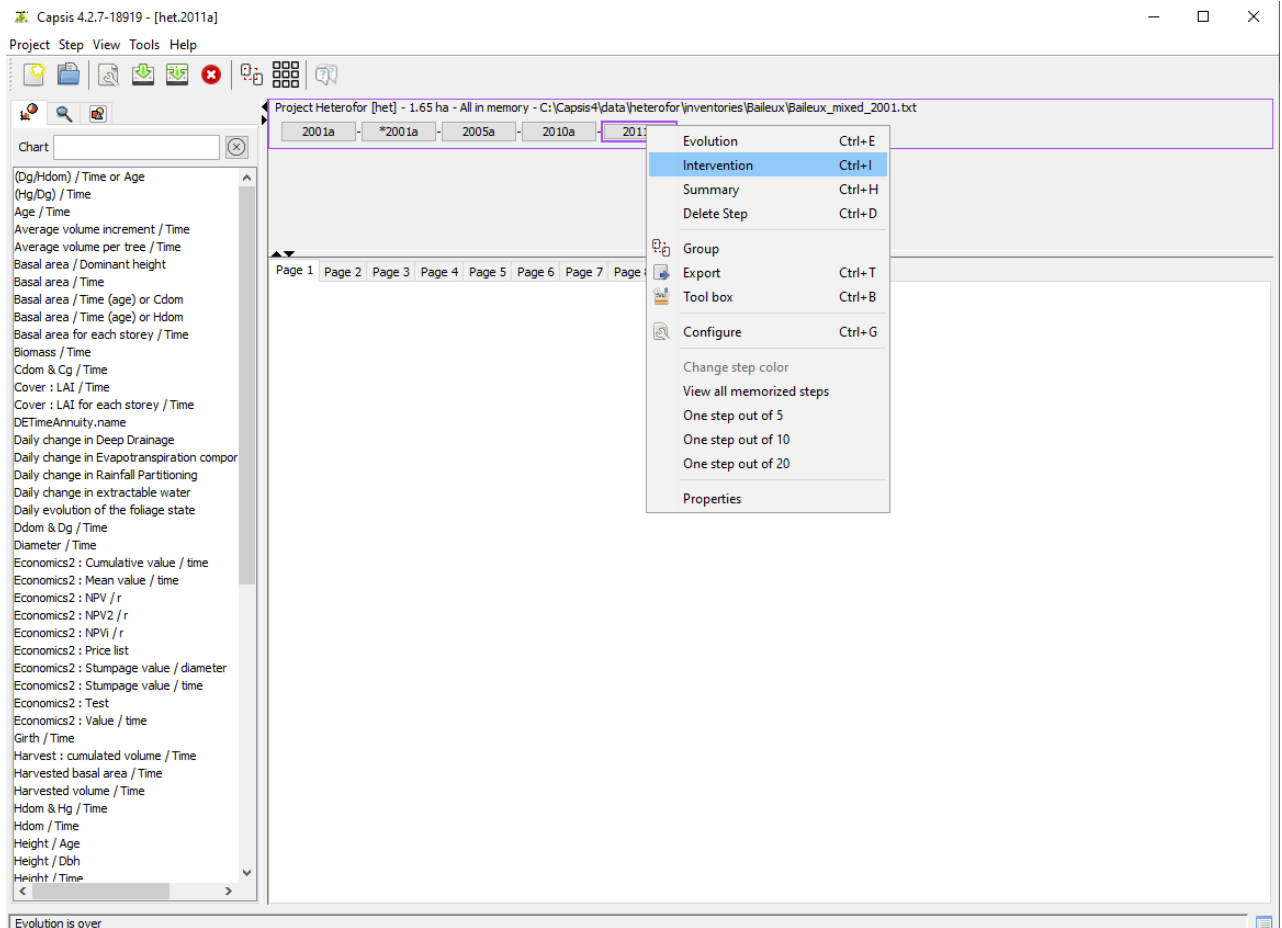 Capsis 4.2.7-18919 - [het.2011a]
Project Step View Tools Help
Project Heterofor [het] - 1.65 ha - All in memory - C:\Capsis4\data\heterofor\inventories\Baileux\Baileux_mixed_2001.txt
2001a - *2001a - 2005a - 2010a - 2011
Chart
(Dg/Hdom) / Time or Age
(Hg/Dg) / Time
Age / Time
Average volume increment / Time
Average volume per tree / Time
Basal area / Dominant height
Basal area / Time
Basal area / Time (age) or Cdom
Basal area / Time (age) or Hdom
Basal area for each storey / Time
Biomass / Time
Cdom & Cg / Time
Cover : LAI / Time
Cover : LAI for each storey / Time
DETimeAnnuity.name
Daily change in Deep Drainage
Daily change in Evapotranspiration compor
Daily change in Rainfall Partitioning
Daily change in extractable water
Daily evolution of the foliage state
Ddom & Dg / Time
Diameter / Time
Economics2 : Cumulative value / time
Economics2 : Mean value / time
Economics2 : NPV / r
Economics2 : NPV2 / r
Economics2 : NPVi / r
Economics2 : Price list
Economics2 : Stumpage value / diameter
Economics2 : Stumpage value / time
Economics2 : Test
Economics2 : Value / time
Girth / Time
Harvest : cumulated volume / Time
Harvested basal area / Time
Harvested volume / Time
Hdom & Hg / Time
Hdom / Time
Height / Age
Height / Dbh
Height / Time
Page 1 Page 2 Page 3 Page 4 Page 5 Page 6 Page 7 Page
Evolution Ctrl+E
Intervention Ctrl+I
Summary Ctrl+H
Delete Step Ctrl+D
Group
Export Ctrl+T
Tool box Ctrl+B
Configure Ctrl+G
Change step color
View all memorized steps
One step out of 5
One step out of 10
One step out of 20
Properties
Evolution is over